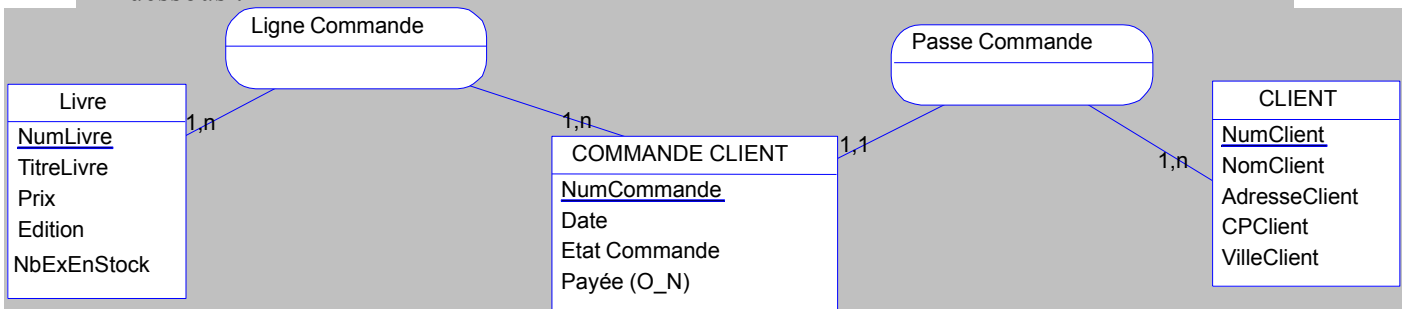 Ligne Commande
Passe Commande
Livre
NumLivre
TitreLivre
Prix
Edition
NbExEnStock
1,n
1,n
COMMANDE CLIENT
NumCommande
Date
Etat Commande
Payée (O_N)
1,1
1,n
CLIENT
NumClient
NomClient
AdresseClient
CPClient
VilleClient